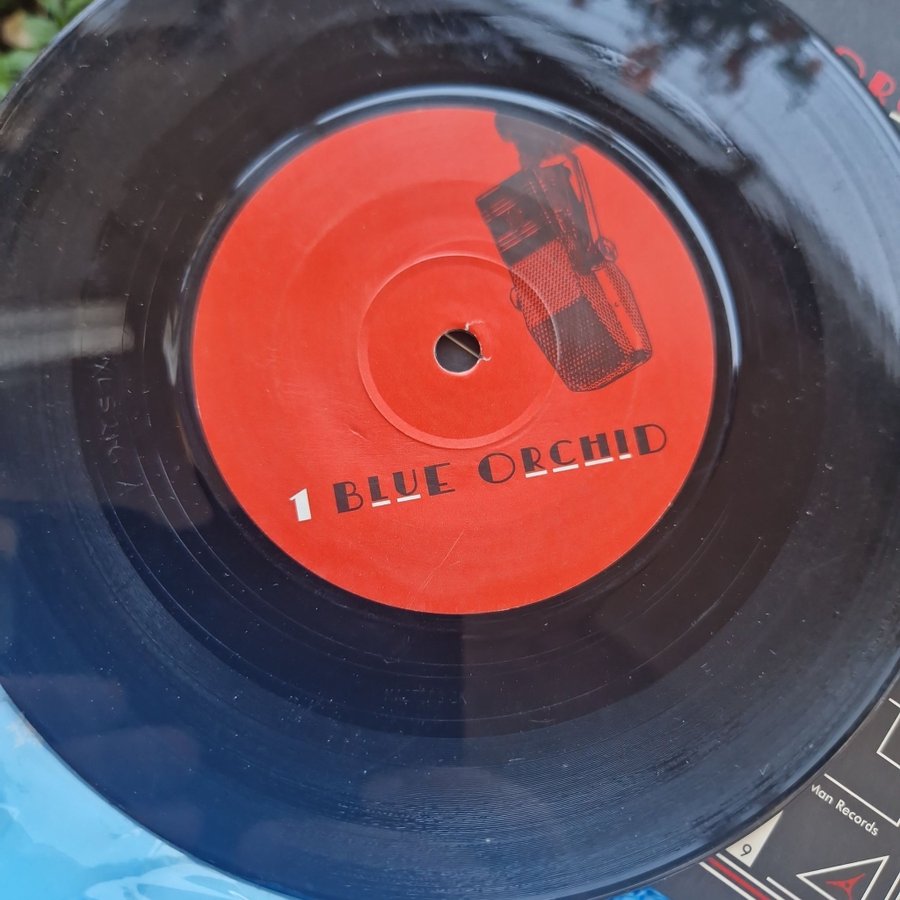 1 BLUE ORCHID
Man Records
9